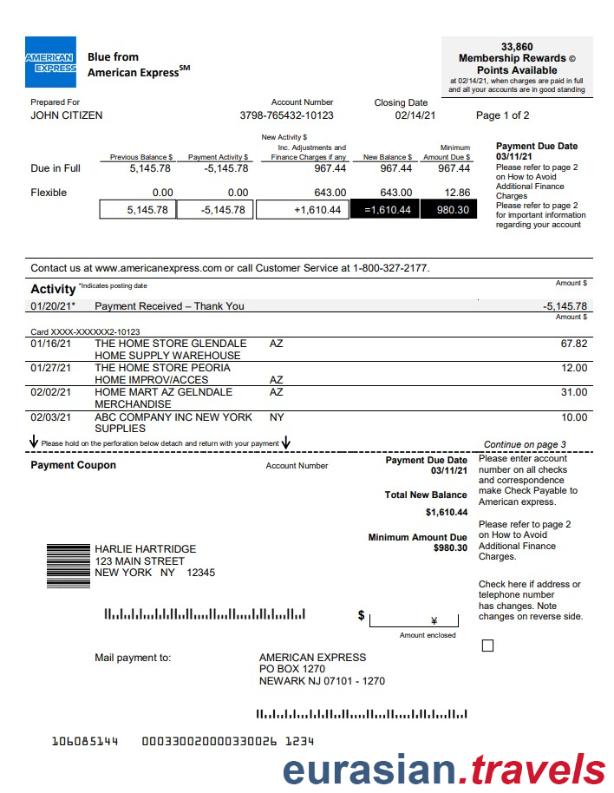 AMERICAN
EXPRESS
Blue from
American Express℠
33,860
Membership Rewards ©
Points Available
at 02/14/21, when charges are paid in full
and all your accounts are in good standing
Prepared For Account Number Closing Date
JOHN CITIZEN 3798-765432-10123 02/14/21 Page 1 of 2
New Activity $
Previous Balance $ Payment Activity $ Inc. Adjustments and Finance Charges if any New Balance $ Minimum Amount Due $
Due in Full 5,145.78 -5,145.78 967.44 967.44 967.44
Flexible 0.00 0.00 643.00 643.00 12.86
5,145.78 -5,145.78 +1,610.44 =1,610.44 980.30
Payment Due Date
03/11/21
Please refer to page 2
on How to Avoid
Additional Finance
Charges
Please refer to page 2
for important information
regarding your account
Contact us at www.americanexpress.com or call Customer Service at 1-800-327-2177.
Activity *Indicates posting date Amount $
01/20/21* Payment Received – Thank You -5,145.78
Amount $
Card XXXX-XXXXXX2-10123
01/16/21 THE HOME STORE GLENDALE AZ 67.82
HOME SUPPLY WAREHOUSE
01/27/21 THE HOME STORE PEORIA 12.00
HOME IMPROV/ACCES AZ
02/02/21 HOME MART AZ GELNDALE 31.00
MERCHANDISE
02/03/21 ABC COMPANY INC NEW YORK NY 10.00
SUPPLIES
Please hold on the perforation below detach and return with your payment
Continue on page 3
Payment Coupon Account Number
Payment Due Date
03/11/21
Total New Balance
$1,610.44
Minimum Amount Due
$980.30
Please enter account
number on all checks
and correspondence
make Check Payable to
American express.
Please refer to page 2
on How to Avoid
Additional Finance
Charges.
Check here if address or
telephone number
has changes. Note
changes on reverse side.
HARLIE HARTRIDGE
123 MAIN STREET
NEW YORK NY 12345
$ ¥
Amount enclosed
Mail payment to: AMERICAN EXPRESS
PO BOX 1270
NEWARK NJ 07101 - 1270
106085144 000330020000330026 1234
eurasian.travels